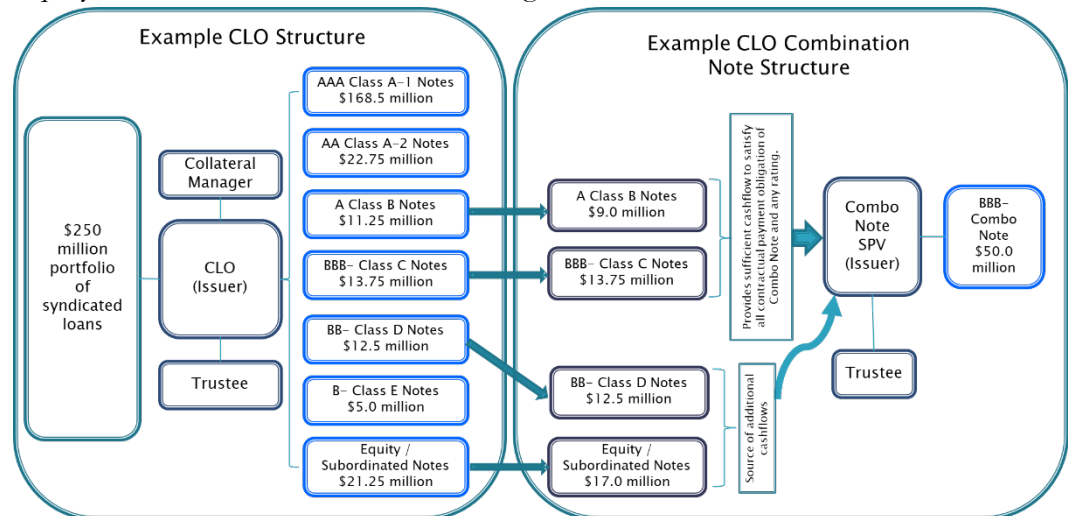 Example CLO Structure
$250
million
portfolio
of
syndicated
loans
Collateral
Manager
CLO
(Issuer)
Trustee
AAA Class A-1 Notes
$168.5 million
AA Class A-2 Notes
$22.75 million
A Class B Notes
$11.25 million
BBB- Class C Notes
$13.75 million
BB- Class D Notes
$12.5 million
B- Class E Notes
$5.0 million
Equity /
Subordinated Notes
$21.25 million
Example CLO Combination
Note Structure
A Class B Notes
$9.0 million
BBB- Class C Notes
$13.75 million
BB- Class D Notes
$12.5 million
Equity /
Subordinated Notes
$17.0 million
Provides sufficient cashflow to satisfy
all contractual payment obligation of
Combo Note and any rating.
Source of additional
cashflows
Combo
Note
SPV
(Issuer)
Trustee
BBB-
Combo
Note
$50.0
million